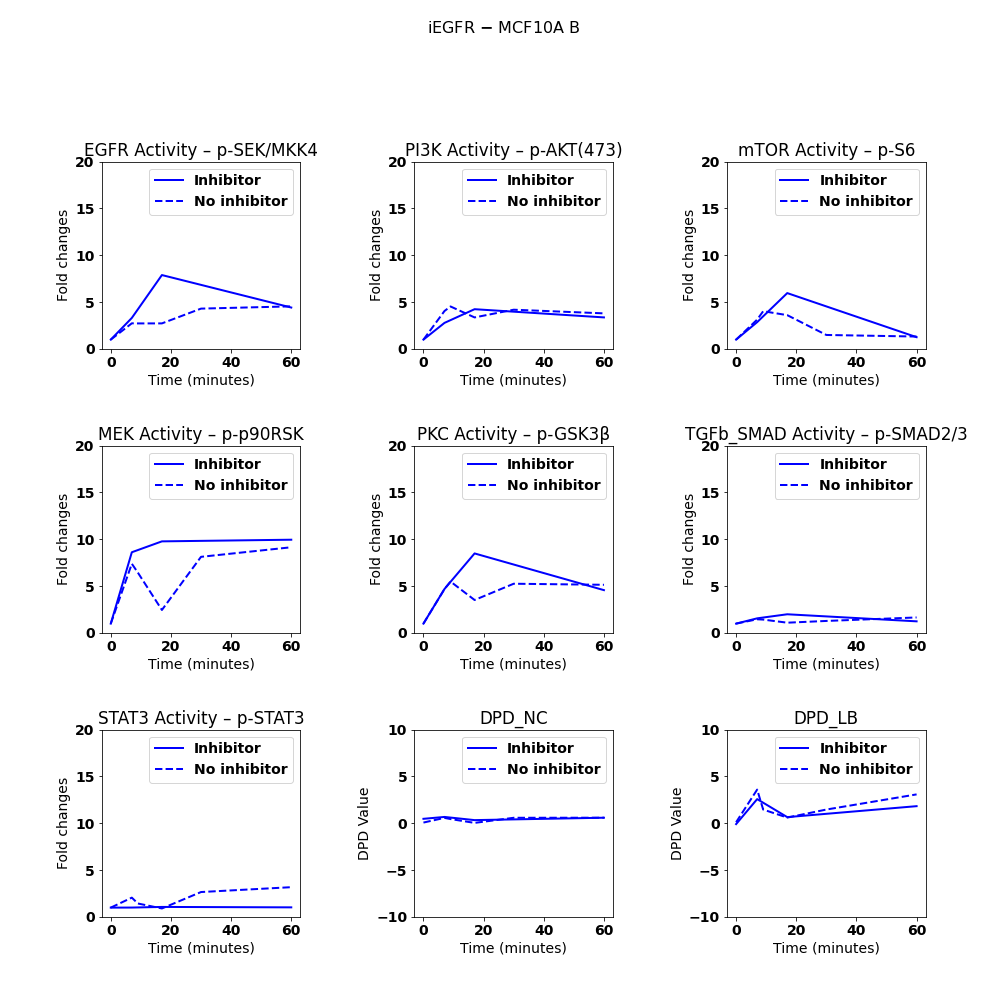 iEGFR − MCF10A B
EGFR Activity – p-SEK/MKK4
20
15
10
5
0
Fold changes
Inhibitor
No inhibitor
0 20 40 60
Time (minutes)
PI3K Activity – p-AKT(473)
20
15
10
5
0
Fold changes
Inhibitor
No inhibitor
0 20 40 60
Time (minutes)
mTOR Activity – p-S6
20
15
10
5
0
Fold changes
Inhibitor
No inhibitor
0 20 40 60
Time (minutes)
MEK Activity – p-p90RSK
20
15
10
5
0
Fold changes
Inhibitor
No inhibitor
0 20 40 60
Time (minutes)
PKC Activity – p-GSK3β
20
15
10
5
0
Fold changes
Inhibitor
No inhibitor
0 20 40 60
Time (minutes)
TGFb_SMAD Activity – p-SMAD2/3
20
15
10
5
0
Fold changes
Inhibitor
No inhibitor
0 20 40 60
Time (minutes)
STAT3 Activity – p-STAT3
20
15
10
5
0
Fold changes
Inhibitor
No inhibitor
0 20 40 60
Time (minutes)
DPD_NC
10
5
0
−5
−10
DPD Value
Inhibitor
No inhibitor
0 20 40 60
Time (minutes)
DPD_LB
10
5
0
−5
−10
DPD Value
Inhibitor
No inhibitor
0 20 40 60
Time (minutes)